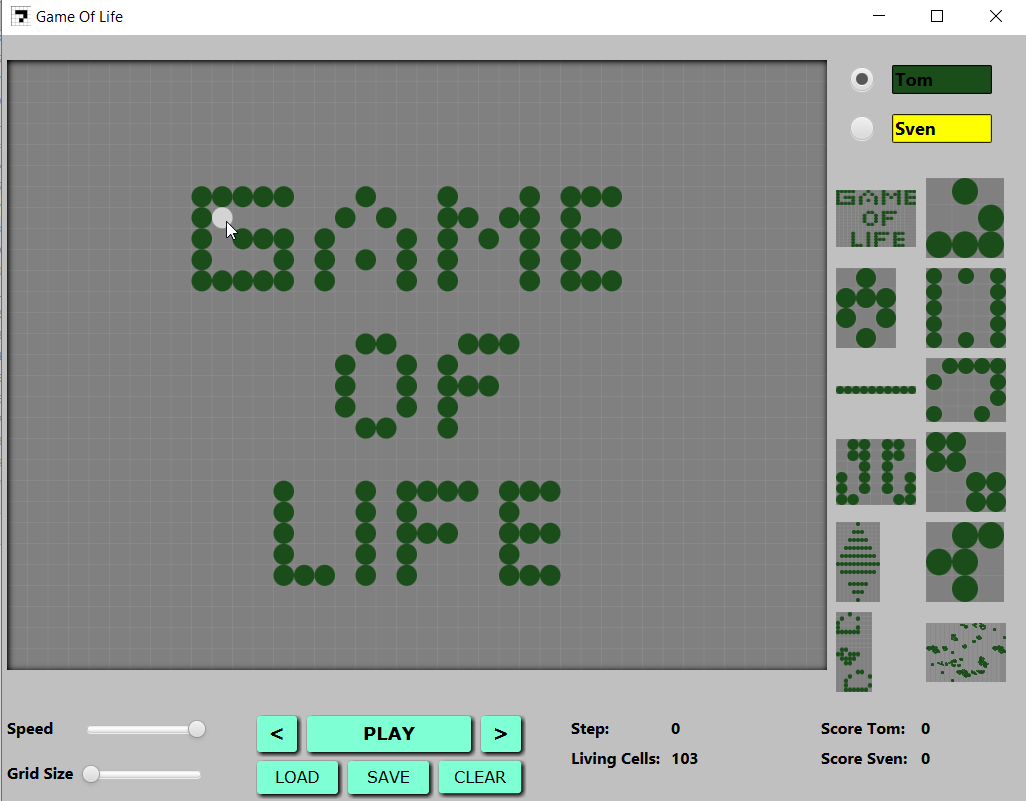 Game Of Life
Tom
Sven
GAME
OF
LIFE
GAME
OF
LIFE
Speed
< PLAY >
Step: 0
Score Tom: 0
Living Cells: 103
Score Sven: 0
Grid Size
LOAD SAVE CLEAR